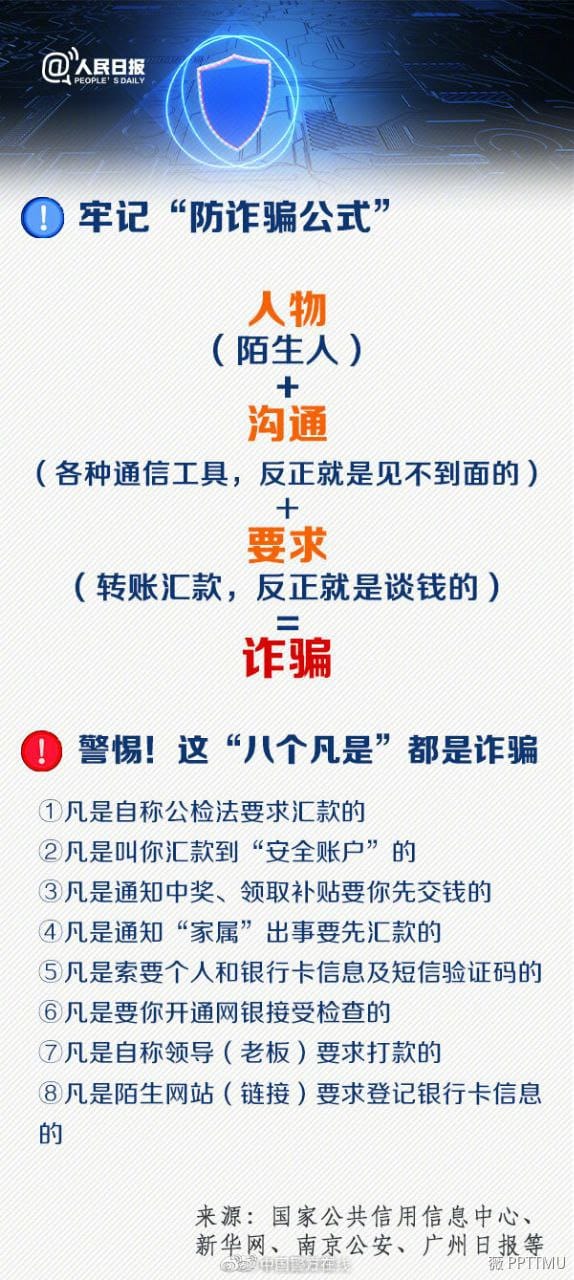 @人民日报
PEOPLE'S DAILY
! 牢记“防诈骗公式”
人物
（陌生人）
+
沟通
（各种通信工具，反正就是见不到面的）
+
要求
（转账汇款，反正就是谈钱的）
=
诈骗
! 警惕！这“八个凡是”都是诈骗
①凡是自称公检法要求汇款的
②凡是叫你汇款到“安全账户”的
③凡是通知中奖、领取补贴要你先交钱的
④凡是通知“家属”出事要先汇款的
⑤凡是索要个人和银行卡信息及短信验证码的
⑥凡是要你开通网银接受检查的
⑦凡是自称领导（老板）要求打款的
⑧凡是陌生网站（链接）要求登记银行卡信息
的
来源：国家公共信用信息中心、
新华网、南京公安、广州日报等
@中国警方在线
薇 PPTTMU